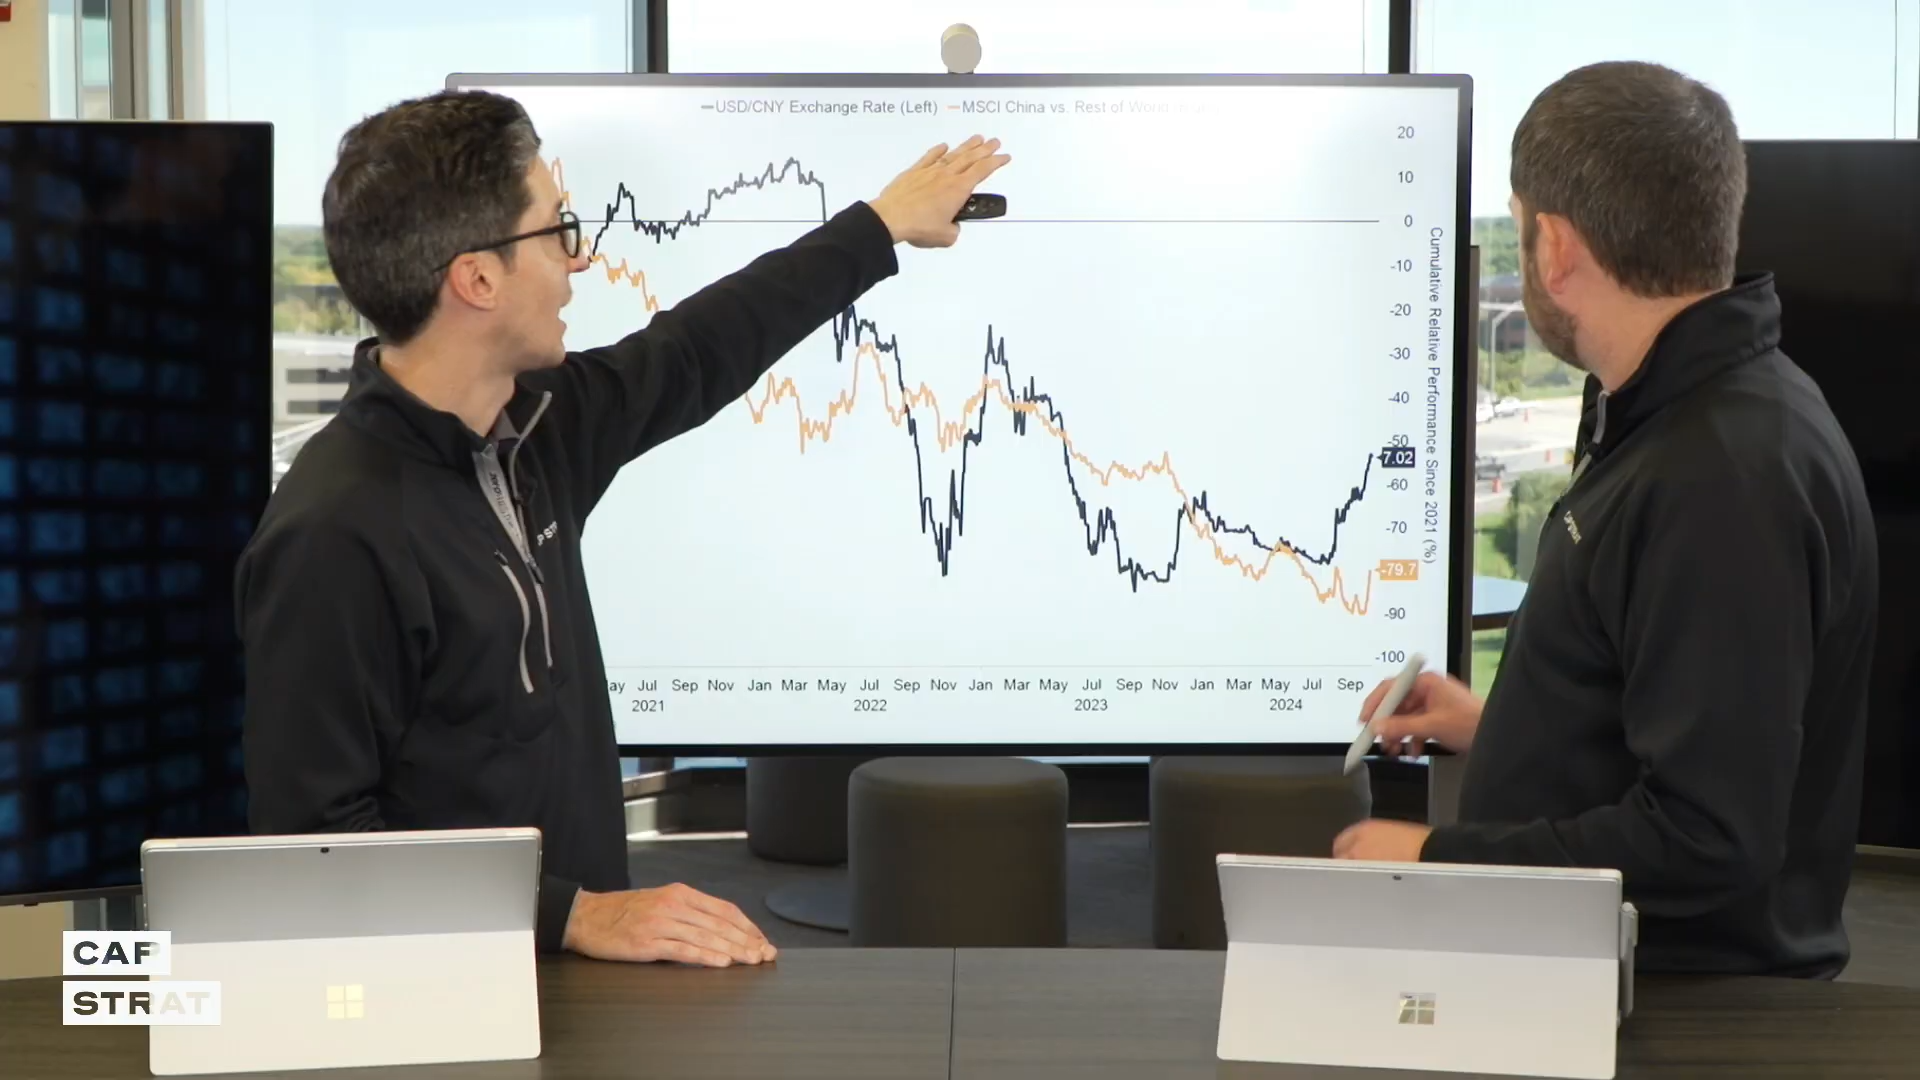 USD/CNY Exchange Rate (Left) MSCI China vs. Rest of World
20
10
0
-10
-20
-30
-40
-50
7.02
-60
-70
-79.7
-90
-100
Cumulative Relative Performance Since 2021 (%)
Jul Sep Nov Jan Mar May Jul Sep Nov Jan Mar May Jul Sep Nov Jan Mar May Jul Sep
2021 2022 2023 2024
CAP
STRAT